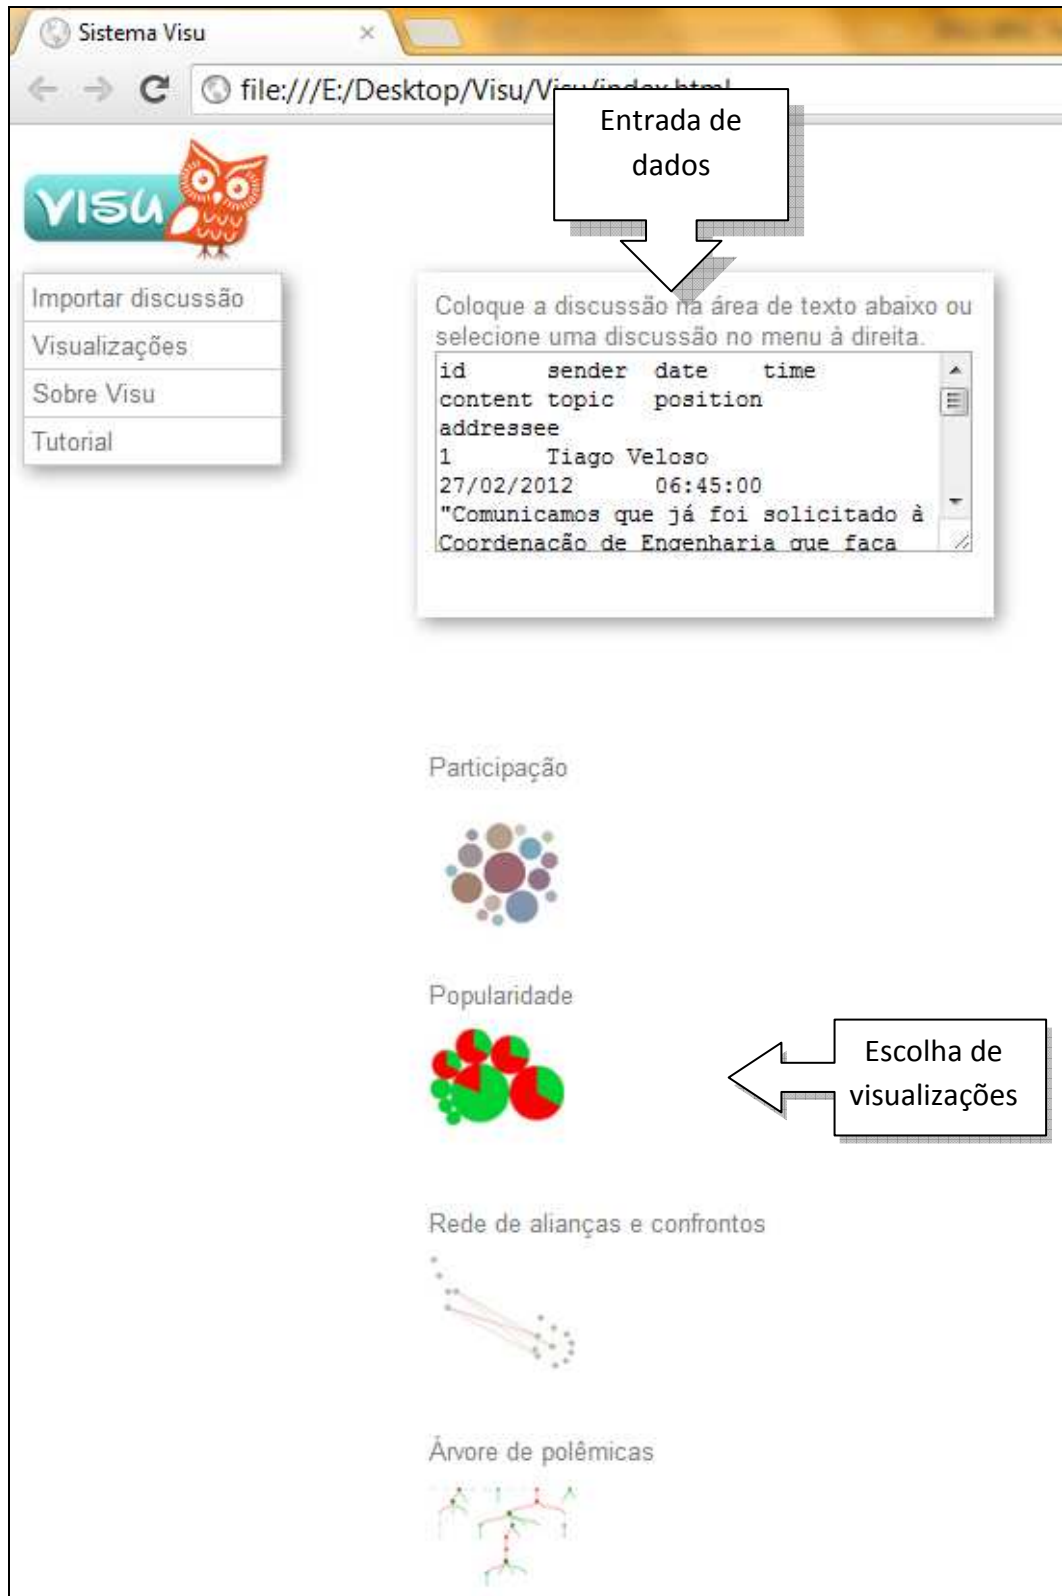 Sistema Visu
file:///E:/Desktop/Visu/Visu/index.html
Entrada de
dados
VISU
Importar discussão
Visualizações
Sobre Visu
Tutorial
Coloque a discussão na área de texto abaixo ou
selecione uma discussão no menu à direita.
id sender date time
content topic position
addressee
1 Tiago Veloso
27/02/2012 06:45:00
"Comunicamos que já foi solicitado à
Coordenação de Engenharia que faça
Participação
Popularidade
Escolha de
visualizações
Rede de alianças e confrontos
Árvore de polêmicas